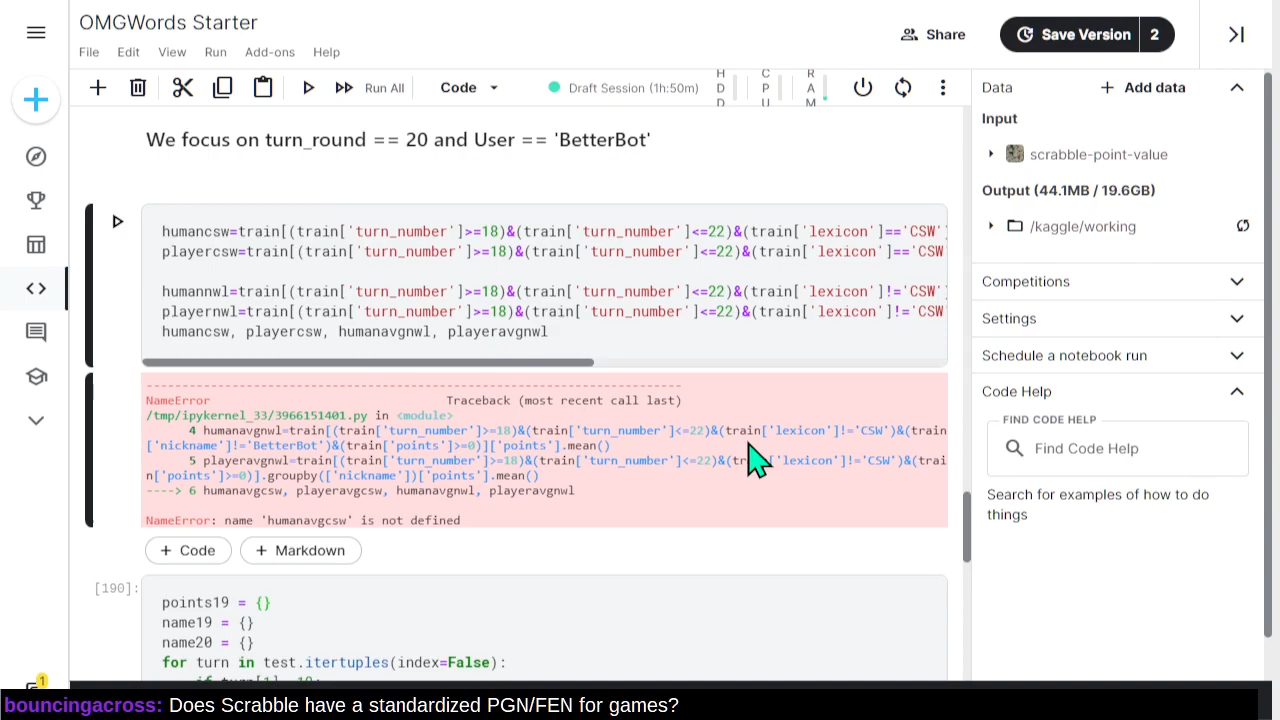 OMGWords Starter
File Edit View Run Add-ons Help
Share
Save Version 2
Run All
Code
Draft Session (1h:50m)
HDD
CPU
RAM
We focus on turn_round == 20 and User == 'BetterBot'
humancsw=train[(train['turn_number']>=18)&(train['turn_number']<=22)&(train['lexicon']=='CSW'
playercsw=train[(train['turn_number']>=18)&(train['turn_number']<=22)&(train['lexicon']=='CSW
humannwl=train[(train['turn_number']>=18)&(train['turn_number']<=22)&(train['lexicon']!='CSW'
playernwl=train[(train['turn_number']>=18)&(train['turn_number']<=22)&(train['lexicon']!='CSW
humancsw, playercsw, humanavgnwl, playeravgnwl
---------------------------------------------------------------------------
NameError Traceback (most recent call last)
/tmp/ipykernel_33/3966151401.py in <module>
4 humanavgnwl=train[(train['turn_number']>=18)&(train['turn_number']<=22)&(train['lexicon']!='CSW')&(train
['nickname']!='BetterBot')&(train['points']>=0)]['points'].mean()
5 playeravgnwl=train[(train['turn_number']>=18)&(train['turn_number']<=22)&(train['lexicon']!='CSW')&(trai
n['points']>=0)].groupby(['nickname'])['points'].mean()
----> 6 humanavgcsw, playeravgcsw, humanavgnwl, playeravgnwl
NameError: name 'humanavgcsw' is not defined
+ Code + Markdown
[190]:
points19 = {}
name19 = {}
name20 = {}
for turn in test.itertuples(index=False):
Data
+ Add data
Input
scrabble-point-value
Output (44.1MB / 19.6GB)
/kaggle/working
Competitions
Settings
Schedule a notebook run
Code Help
FIND CODE HELP
Find Code Help
Search for examples of how to do
things
1
bouncingacross: Does Scrabble have a standardized PGN/FEN for games?